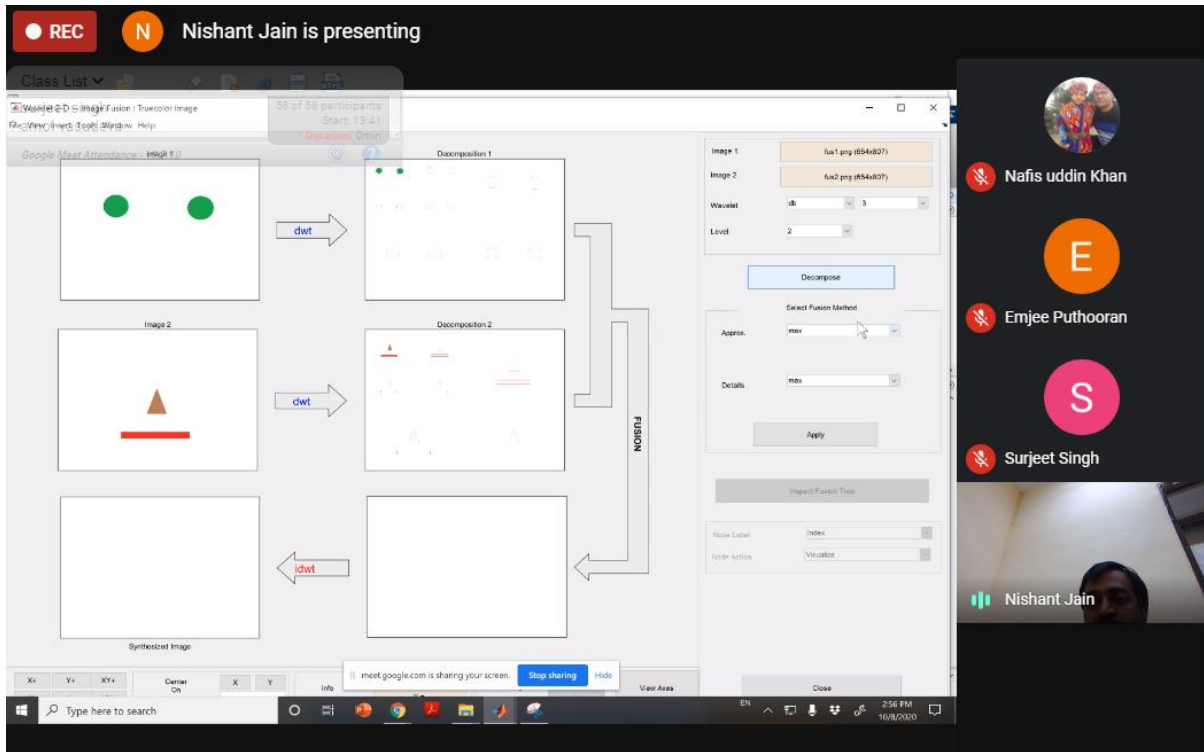 REC
N
Nishant Jain is presenting
Class List
58 of 58 participants
Start: 13:41
Duration: 0min
Google Meet Attendance
Image Fusion : Truecolor Image
View Insert Tools Window Help
Image 1
Decomposition 1
dwt
Image 2
Decomposition 2
dwt
FUSION
idwt
Synthesized Image
Image 1
fus1.png (654x807)
Image 2
fus2.png (654x807)
Wavelet
db
3
Level
2
Decompose
Select Fusion Method
Approx.
max
Details
max
Apply
Inspect Fusion Tree
Node Label
Index
Node Action
Visualize
X+
Y+
XY+
Center
On
X
Y
Info
View Axes
Close
meet.google.com is sharing your screen.
Stop sharing
Hide
Type here to search
EN
2:56 PM
10/8/2020
Nafis uddin Khan
E
Emjee Puthooran
S
Surjeet Singh
Nishant Jain